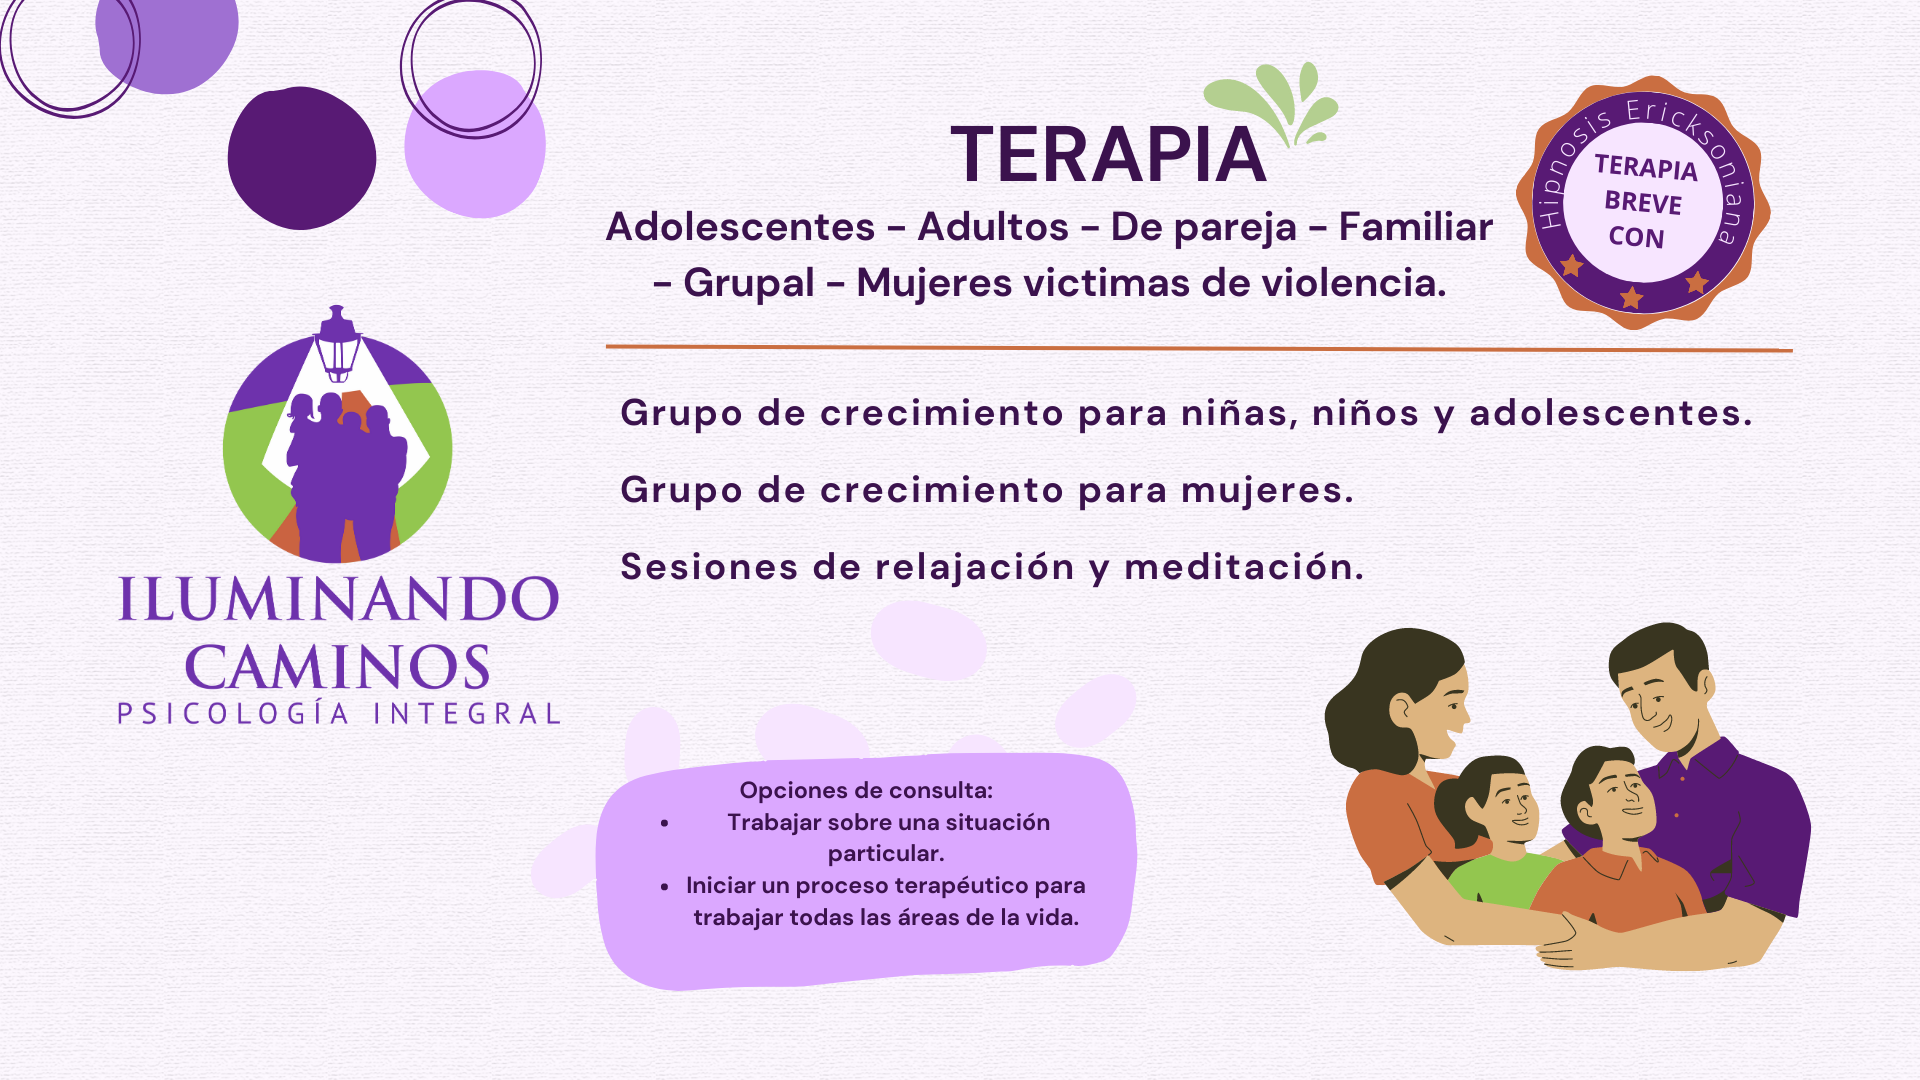 TERAPIA
Adolescentes - Adultos - De pareja - Familiar
- Grupal - Mujeres victimas de violencia.
Hipnosis Ericksoniana
TERAPIA
BREVE
CON
Grupo de crecimiento para niñas, niños y adolescentes.
Grupo de crecimiento para mujeres.
Sesiones de relajación y meditación.
ILUMINANDO
CAMINOS
PSICOLOGÍA INTEGRAL
Opciones de consulta:
• Trabajar sobre una situación
particular.
• Iniciar un proceso terapéutico para
trabajar todas las áreas de la vida.